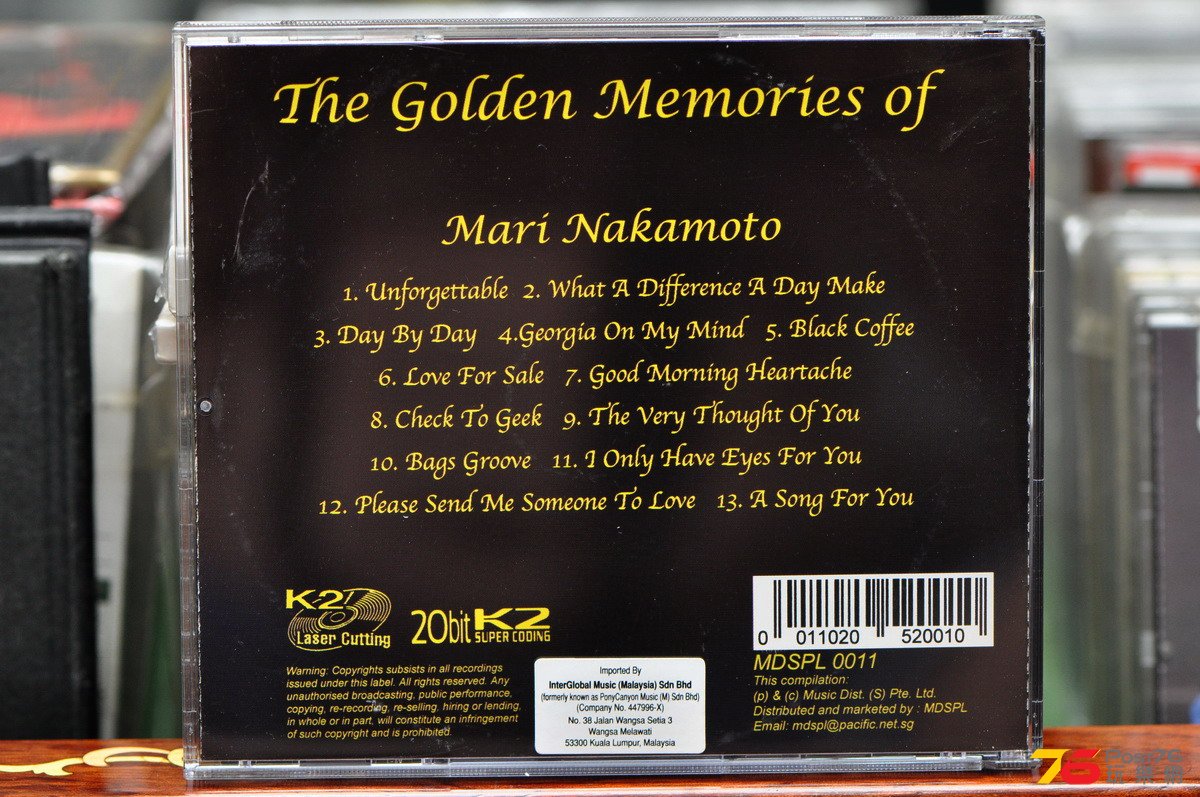 The Golden Memories of
Mari Nakamoto
1. Unforgettable 2. What A Difference A Day Make
3. Day By Day 4.Georgia On My Mind 5. Black Coffee
6. Love For Sale 7. Good Morning Heartache
8. Check To Geek 9. The Very Thought Of You
10. Bags Groove 11. I Only Have Eyes For You
12. Please Send Me Someone To Love 13. A Song For You
K2
Laser Cutting
20bit K2
SUPER CODING
Warning: Copyrights subsists in all recordings
issued under this label. All rights reserved. Any
unauthorised broadcasting, public performance,
copying, re-recording, re-selling, hiring or lending,
in whole or in part, will constitute an infringement
of such copyright and is prohibited.
Imported By
InterGlobal Music (Malaysia) Sdn Bhd
(formerly known as PonyCanyon Music (M) Sdn Bhd)
(Company No. 447996-X)
No. 38 Jalan Wangsa Setia 3
Wangsa Melawati
53300 Kuala Lumpur, Malaysia
0 011020 520010
MDSPL 0011
This compilation:
(p) & (c) Music Dist. (S) Pte. Ltd.
Distributed and marketed by : MDSPL
Email: mdspl@pacific.net.sg
76